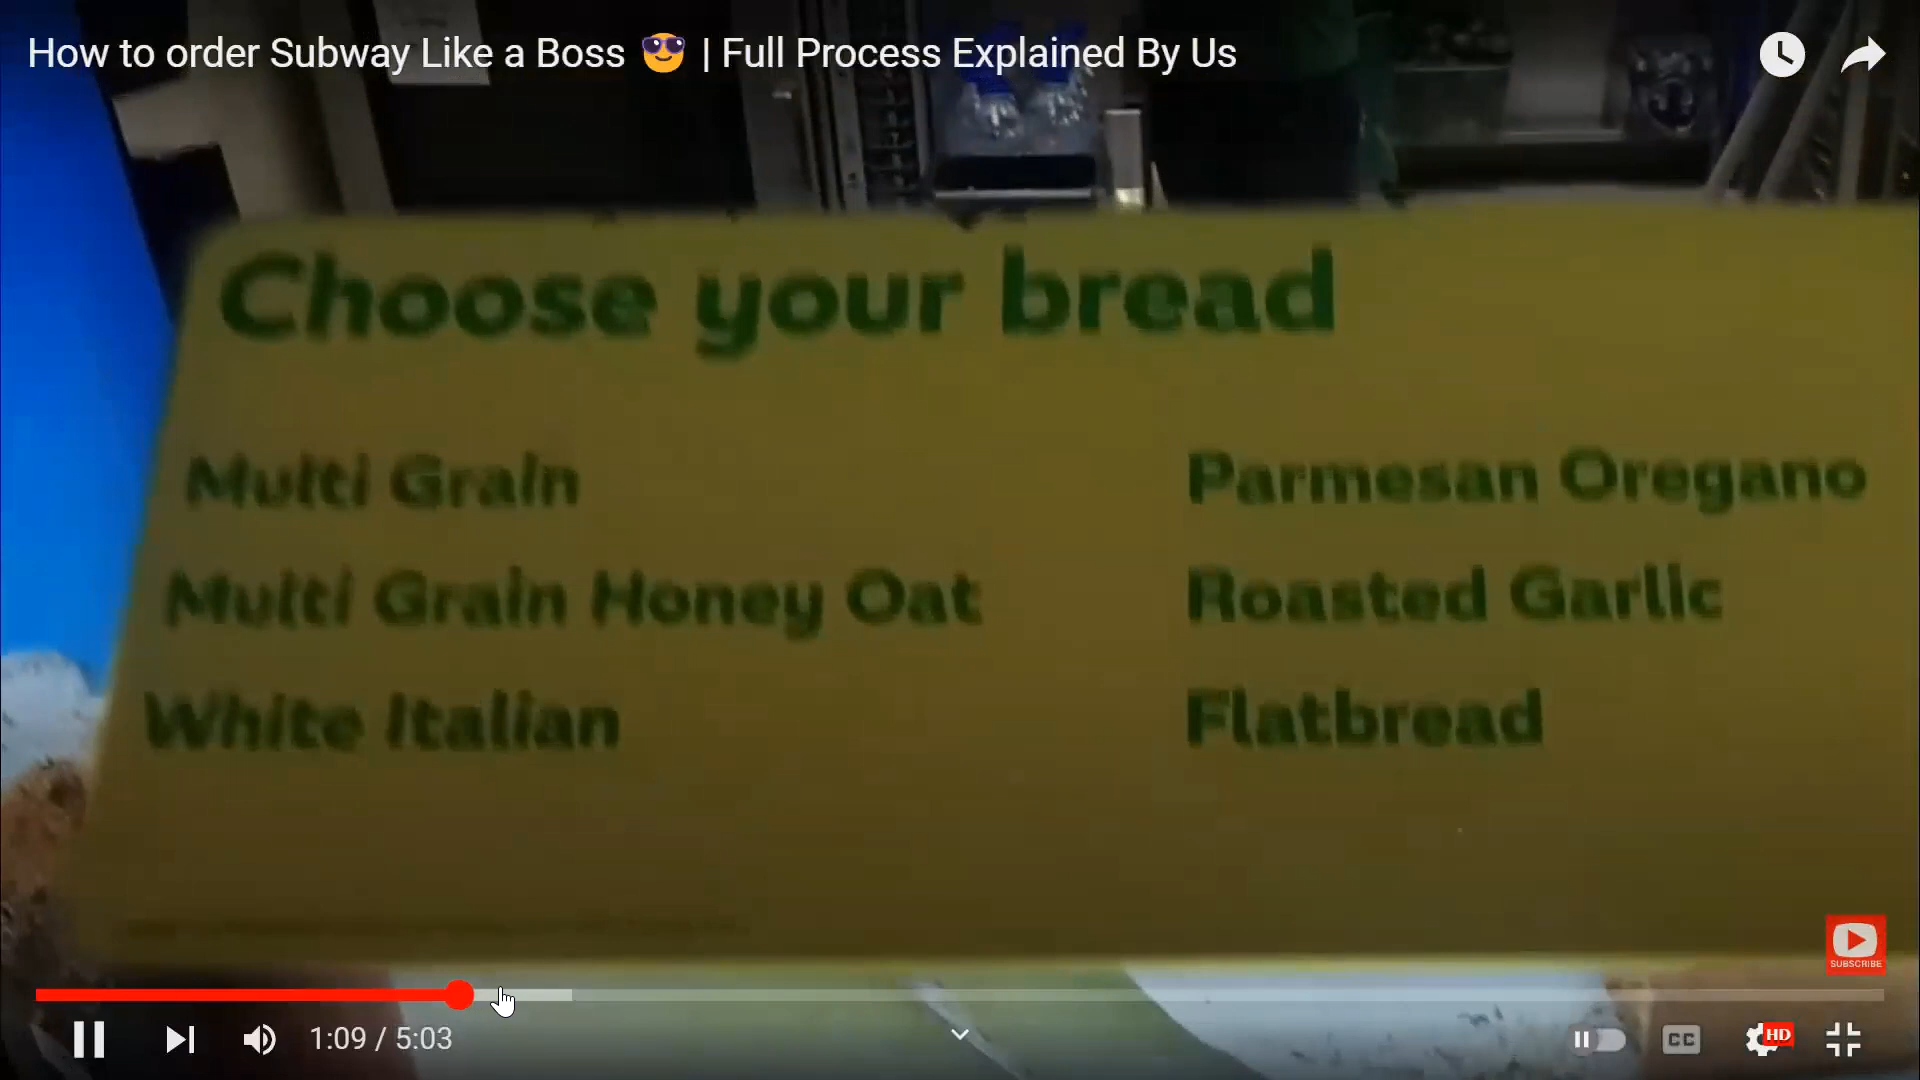 How to order Subway Like a Boss 😎 | Full Process Explained By Us
Choose your bread
Multi Grain
Parmesan Oregano
Multi Grain Honey Oat
Roasted Garlic
White Italian
Flatbread
SUBSCRIBE
1:09 / 5:03
CC
HD